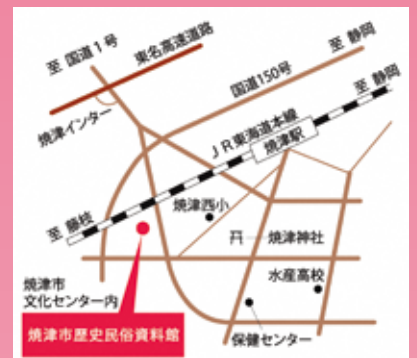 至 国道1号
東名高速道路
至 静岡
国道150号
至 静岡
焼津インター
JR東海道本線
焼津駅
焼津西小
至 藤枝
焼津神社
水産高校
焼津市
文化センター内
焼津市歴史民俗資料館
保健センター